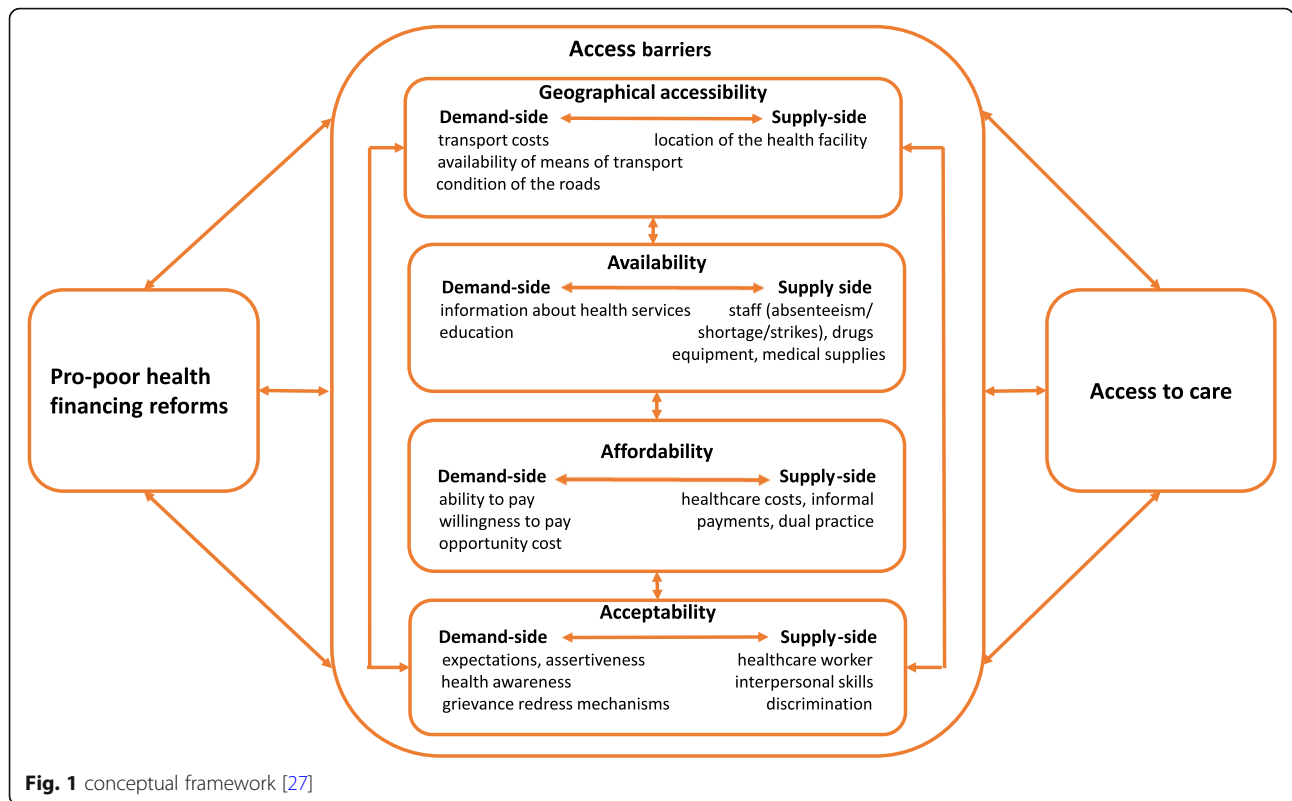 Access barriers
Geographical accessibility
Demand-side
Supply-side
transport costs
location of the health facility
availability of means of transport
condition of the roads
Availability
Demand-side
Supply side
information about health services
education
staff (absenteeism/
shortage/strikes), drugs
equipment, medical supplies
Pro-poor health
financing reforms
Access to care
Affordability
Demand-side
Supply-side
ability to pay
willingness to pay
opportunity cost
healthcare costs, informal
payments, dual practice
Acceptability
Demand-side
Supply-side
expectations, assertiveness
health awareness
grievance redress mechanisms
healthcare worker
interpersonal skills
discrimination
Fig. 1 conceptual framework [27]